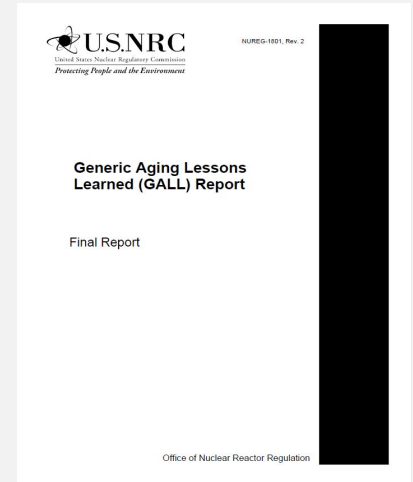 U.S.NRC
NUREG-1801, Rev. 2
United States Nuclear Regulatory Commission
Protecting People and the Environment
Generic Aging Lessons
Learned (GALL) Report
Final Report
Office of Nuclear Reactor Regulation